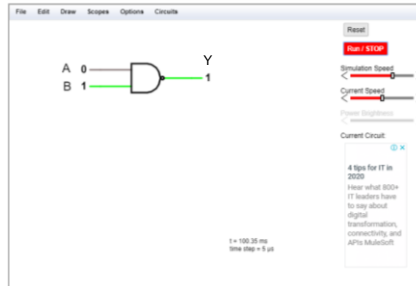 File Edit Draw Scopes Options Circuits
Reset
Run / STOP
Simulation Speed
Current Speed
Power Brightness
Current Circuit:
Y
A 0
1
B 1
4 tips for IT in
2020
Hear what 800+
IT leaders have
to say about
digital
transformation,
connectivity, and
APIs MuleSoft
t = 100.35 ms
time step = 5 µs